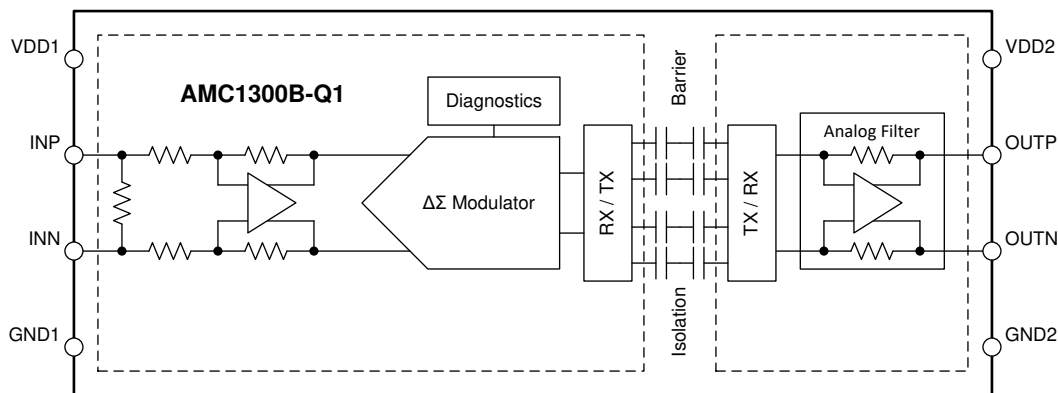 VDD1
VDD2
AMC1300B-Q1
Diagnostics
Barrier
Analog Filter
INP
OUTP
ΔΣ Modulator
RX / TX
TX / RX
INN
OUTN
Isolation
GND1
GND2